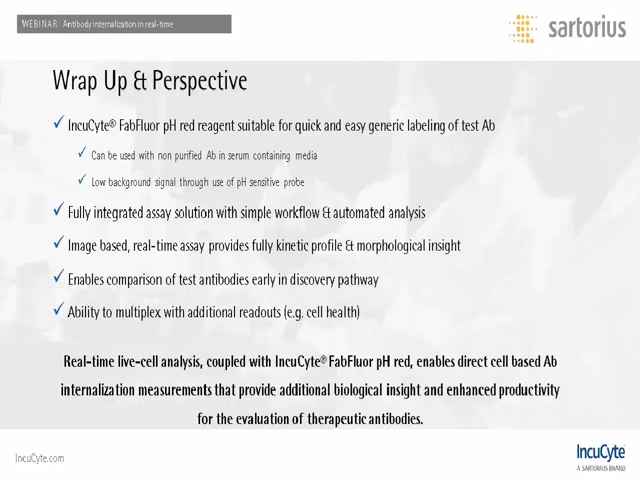 WEBINAR: Antibody internalization in real-time
sartorius
Wrap Up & Perspective
✓ IncuCyte® FabFluor pH red reagent suitable for quick and easy generic labeling of test Ab
✓ Can be used with non purified Ab in serum containing media
✓ Low background signal through use of pH sensitive probe
✓ Fully integrated assay solution with simple workflow & automated analysis
✓ Image based, real-time assay provides fully kinetic profile & morphological insight
✓ Enables comparison of test antibodies early in discovery pathway
✓ Ability to multiplex with additional readouts (e.g. cell health)
Real-time live-cell analysis, coupled with IncuCyte® FabFluor pH red, enables direct cell based Ab
internalization measurements that provide additional biological insight and enhanced productivity
for the evaluation of therapeutic antibodies.
IncuCyte.com
IncuCyte®
A SARTORIUS BRAND